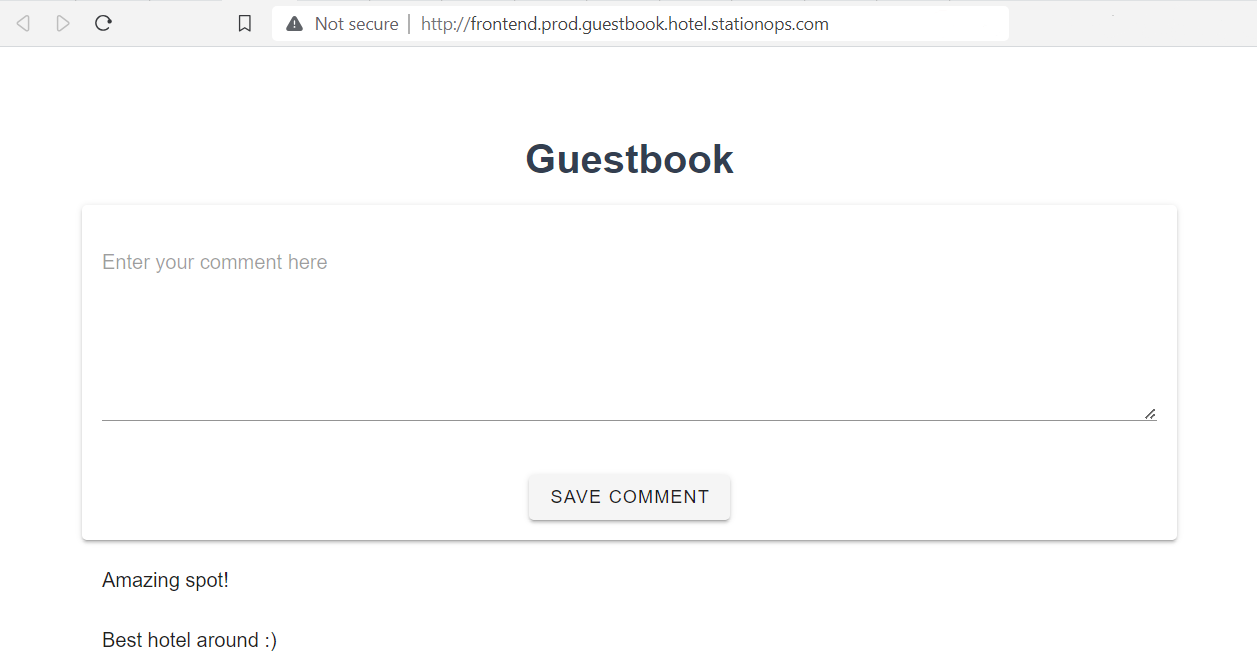 Not secure | http://frontend.prod.guestbook.hotel.stationops.com
Guestbook
Enter your comment here
SAVE COMMENT
Amazing spot!
Best hotel around :)